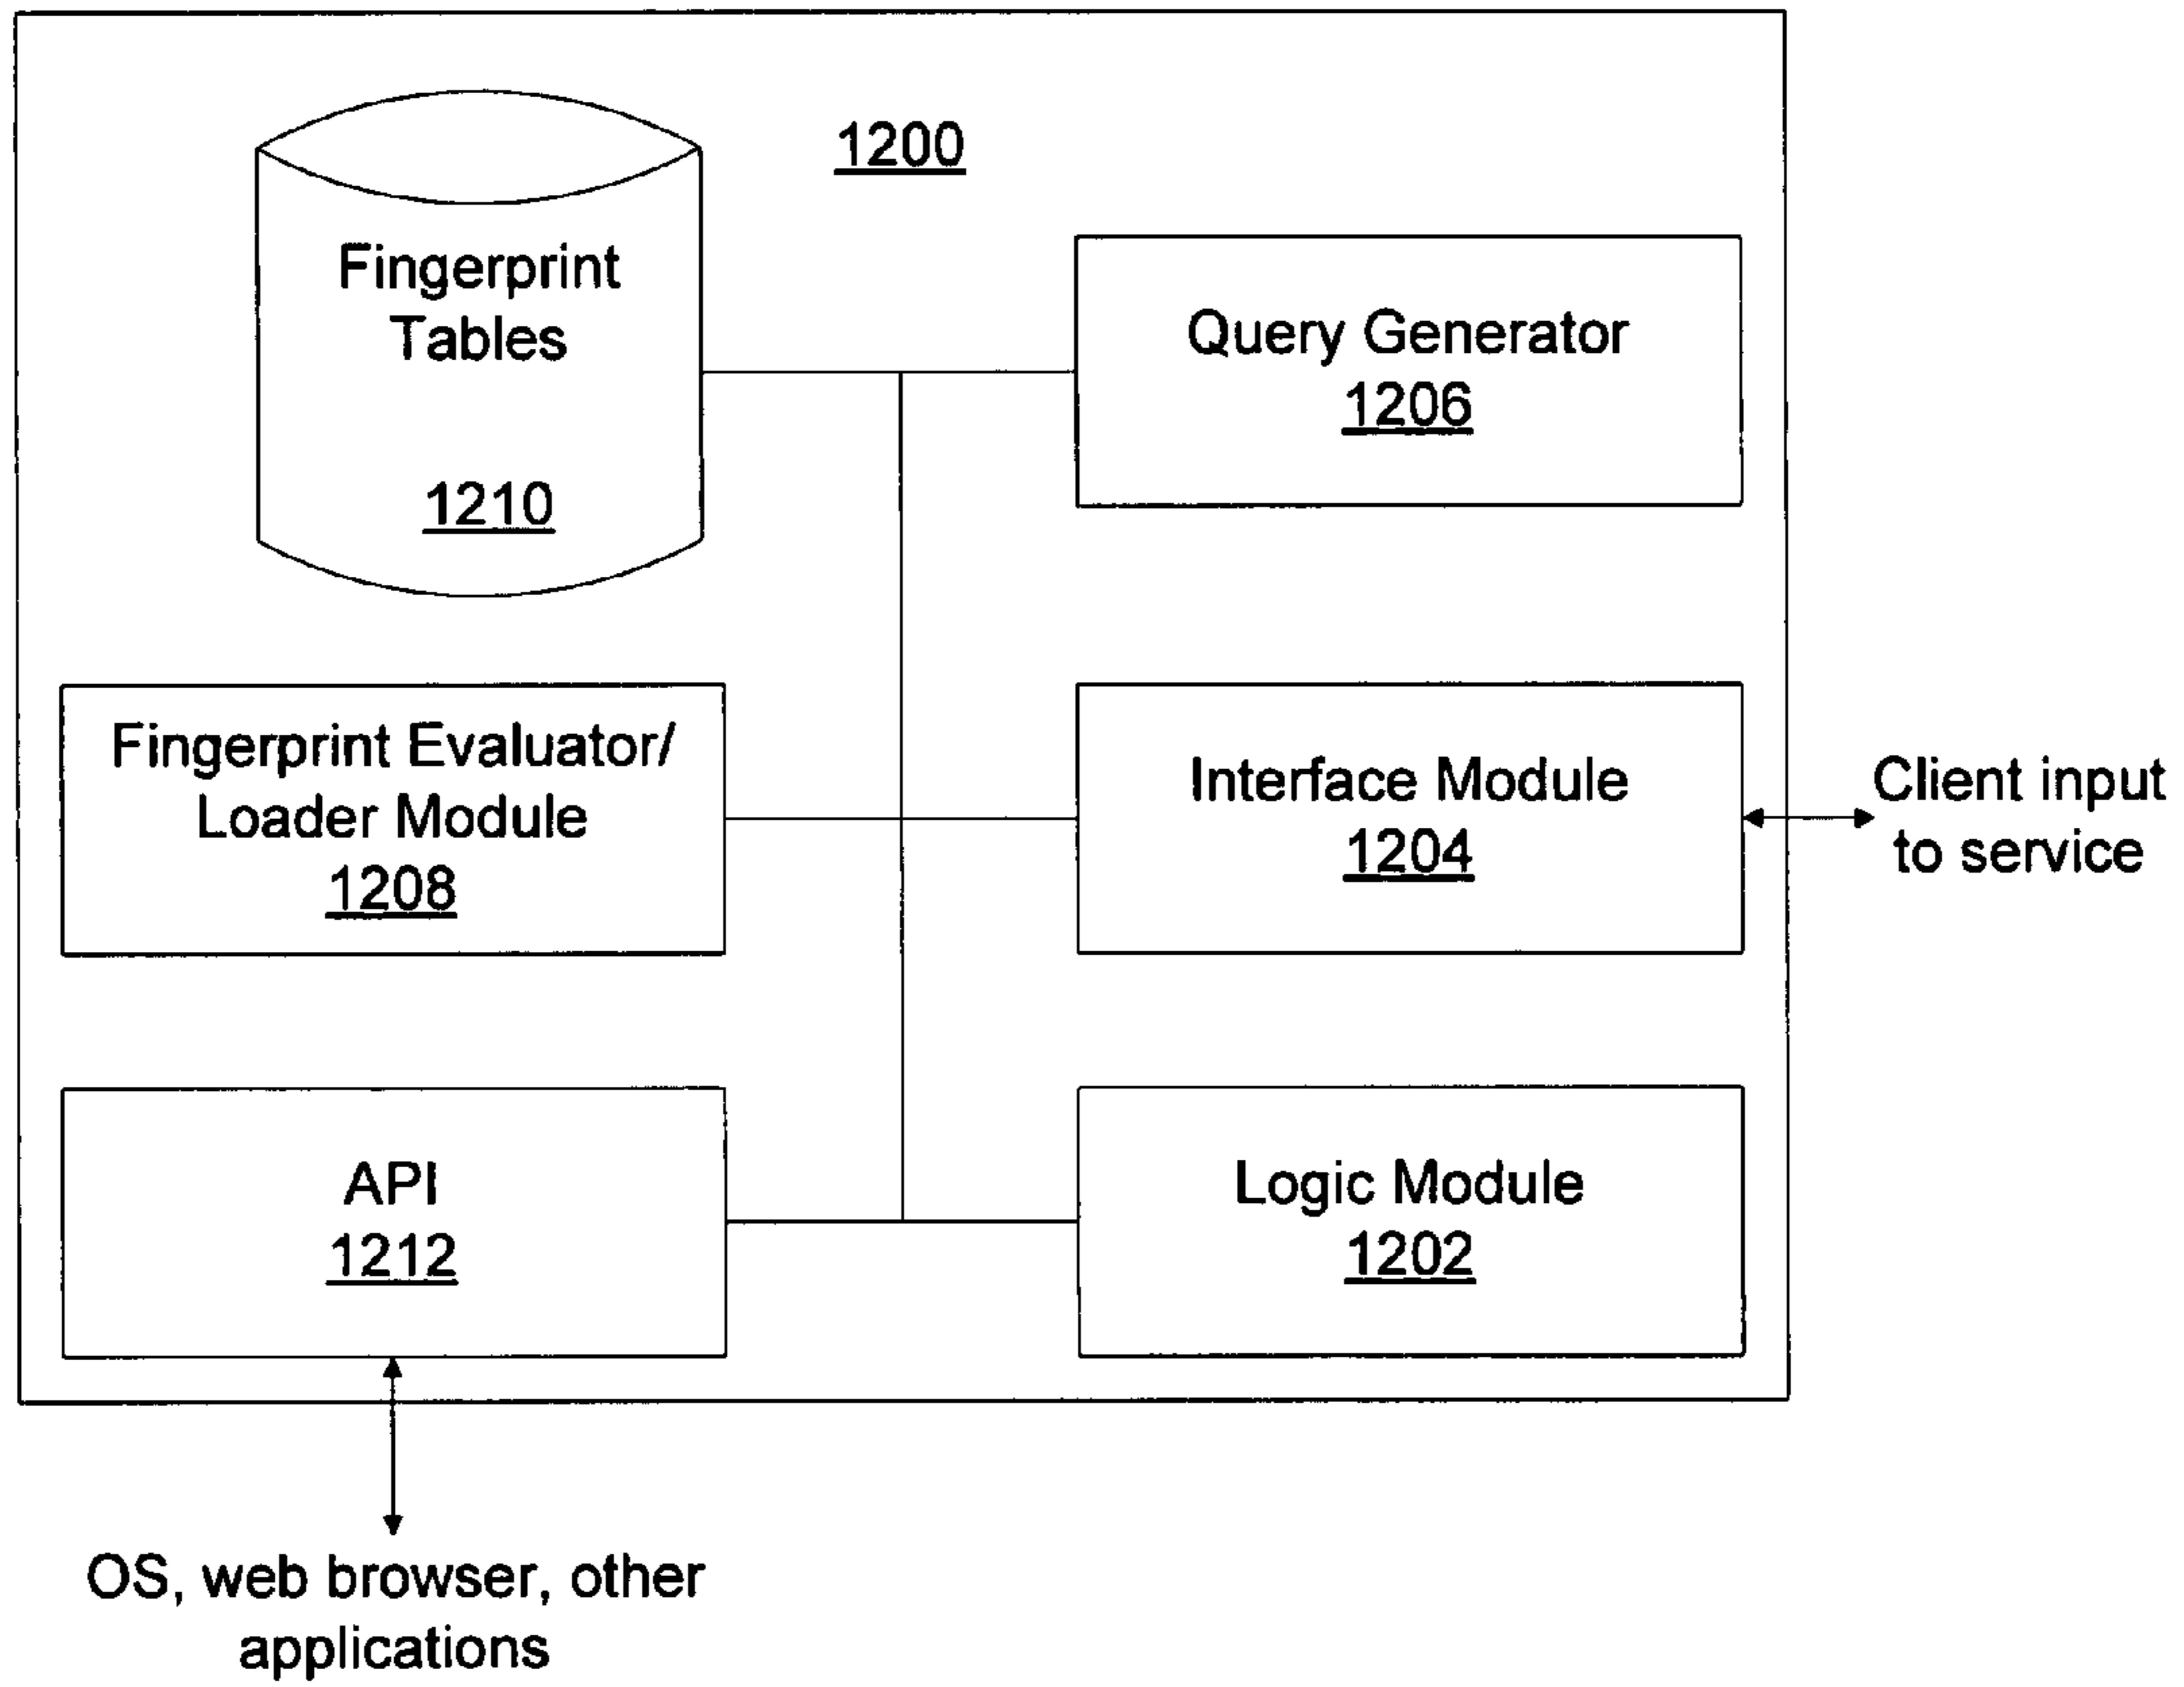 1200
Fingerprint
Tables
1210
Query Generator
1206
Fingerprint Evaluator/
Loader Module
1208
Interface Module
1204
Client input
to service
API
1212
Logic Module
1202
OS, web browser, other
applications